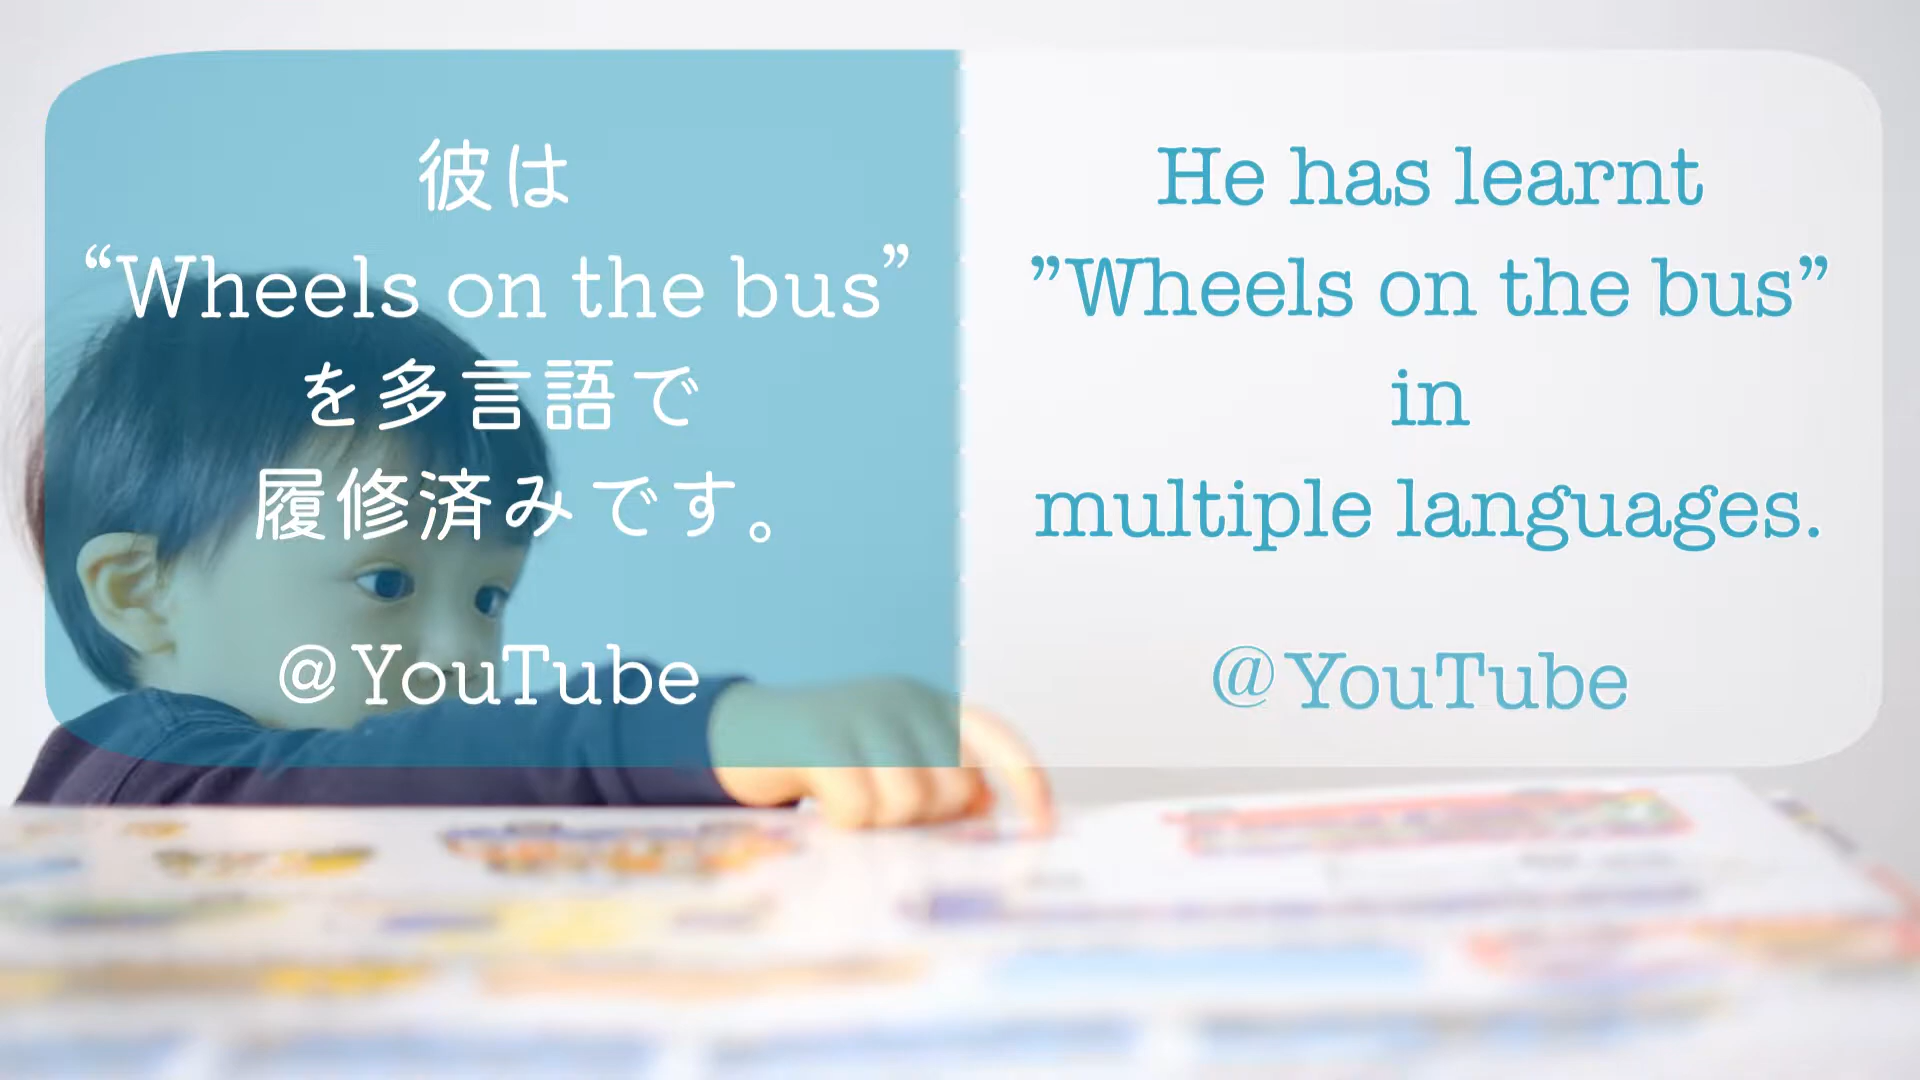 彼は
“Wheels on the bus”
を多言語で
履修済みです。
@YouTube
He has learnt
”Wheels on the bus”
in
multiple languages.
@YouTube